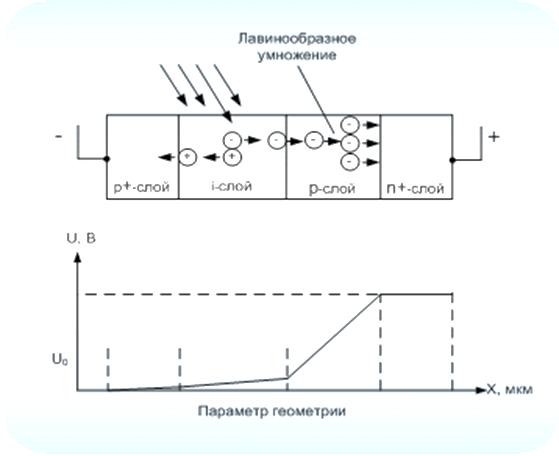 Лавинообразное
умножение
- +
- - - -
+ + - -
p+-слой i-слой p-слой n+-слой
U, В
U₀
X, мкм
Параметр геометрии